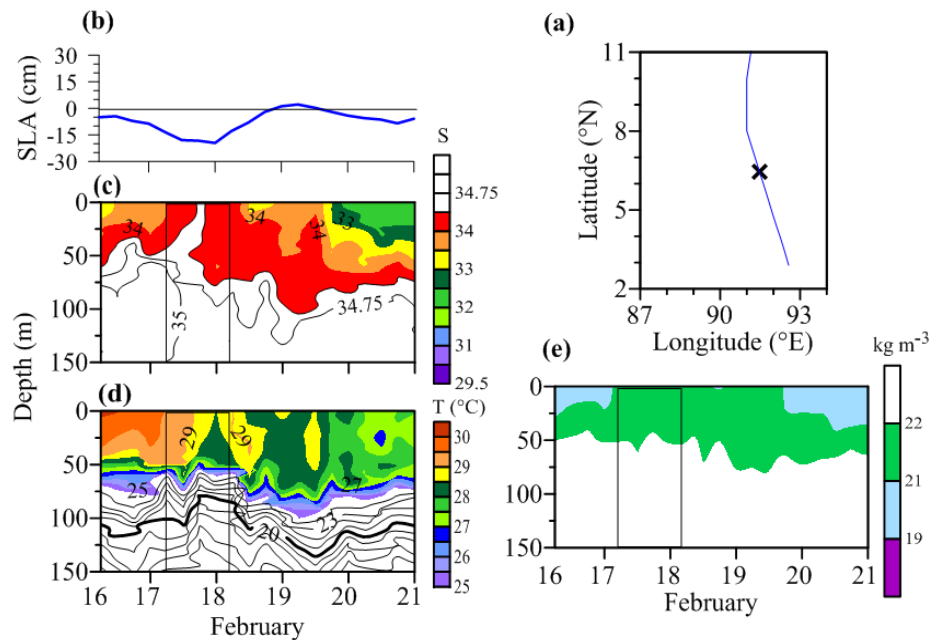 (b)
30
15
0
-15
-30
SLA (cm)
(a)
11
8
5
2
Latitude (°N)
87 90 93
Longitude (°E)
(c)
0
50
100
150
34
34
34
33
35
34.75
S
34.75
34
33
32
31
29.5
Depth (m)
(d)
0
50
100
150
29
29
25
27
23
20
16 17 18 19 20 21
February
T (°C)
30
29
28
27
26
25
(e)
0
50
100
150
16 17 18 19 20 21
February
kg m⁻³
22
21
19